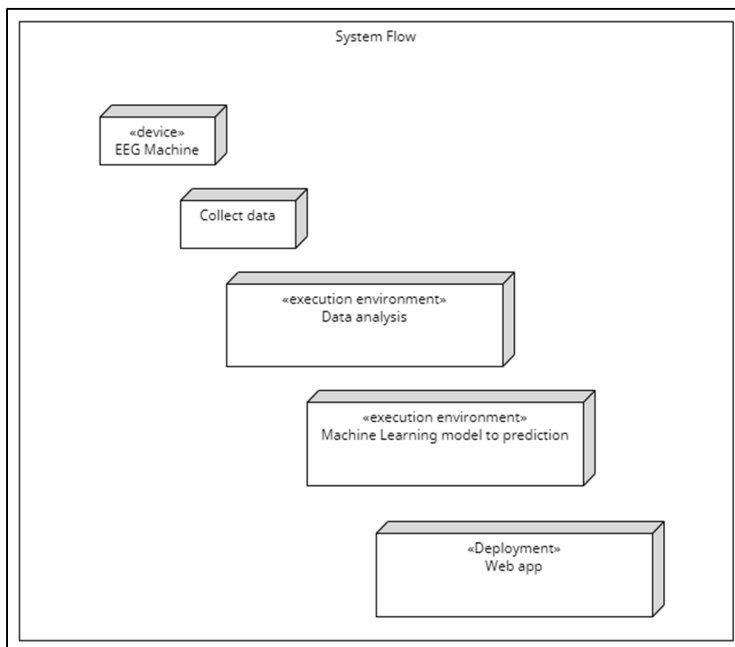 System Flow
«device»
EEG Machine
Collect data
«execution environment»
Data analysis
«execution environment»
Machine Learning model to prediction
«Deployment»
Web app